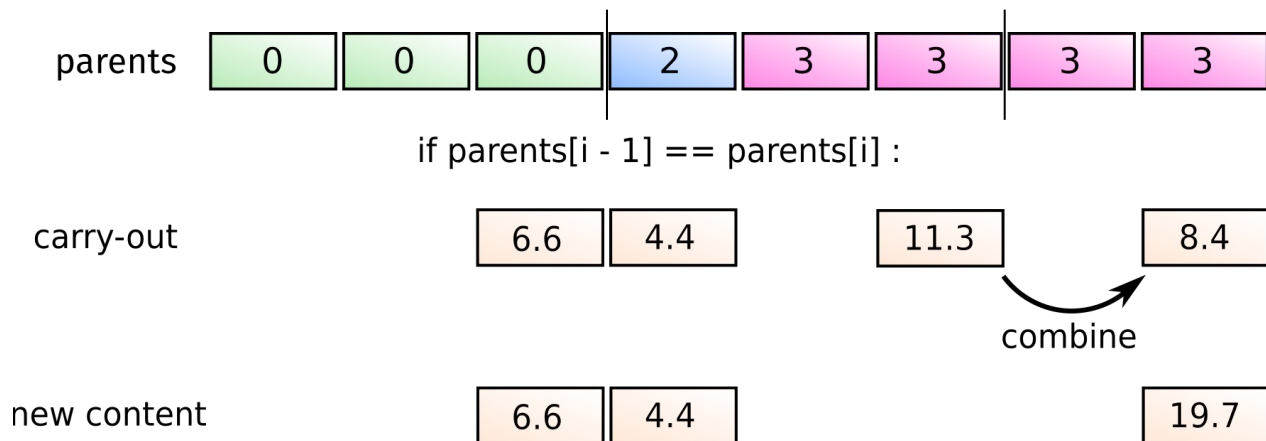 parents 0 0 0 2 3 3 3 3
if parents[i - 1] == parents[i] :
carry-out 6.6 4.4 11.3 8.4
combine
new content 6.6 4.4 19.7